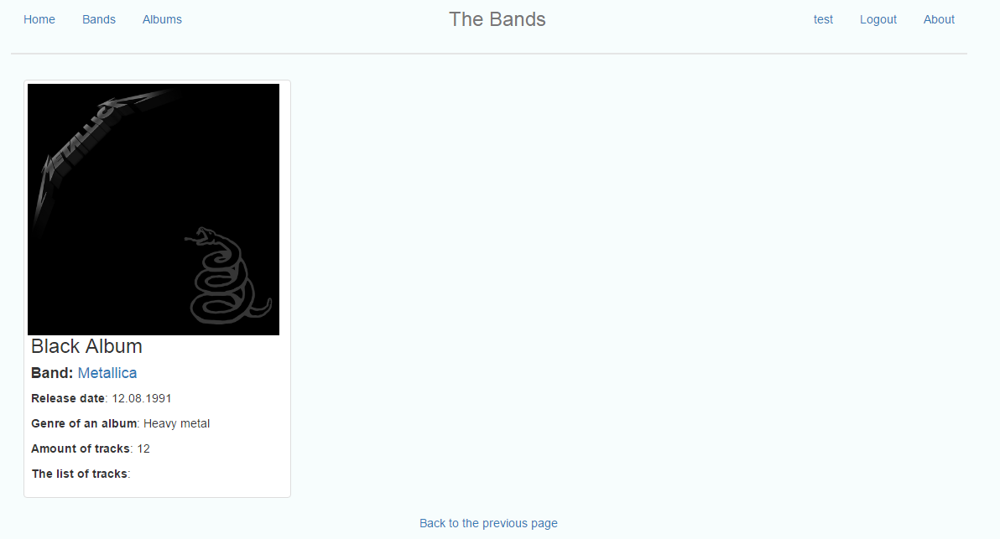 Home Bands Albums The Bands test Logout About
METALLICA
Black Album
Band: Metallica
Release date: 12.08.1991
Genre of an album: Heavy metal
Amount of tracks: 12
The list of tracks:
Back to the previous page